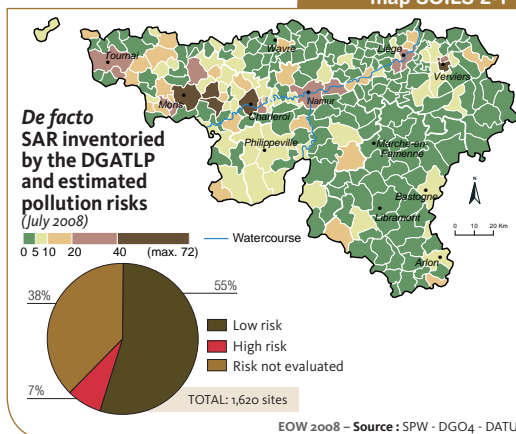 map SOILS 2-1
Tournai
Wavre
Liège
Verviers
Mons
Charleroi
Namur
Philippeville
Marche-en-
Famenne
Bastogne
Libramont
Arlon
De facto
SAR inventoried
by the DGATLP
and estimated
pollution risks
(July 2008)
0 5 10 20 40 (max. 72)
Watercourse
N
0 10 20 Km
38%
55%
7%
Low risk
High risk
Risk not evaluated
TOTAL: 1,620 sites
EOW 2008 – Source : SPW - DGO4 - DATU